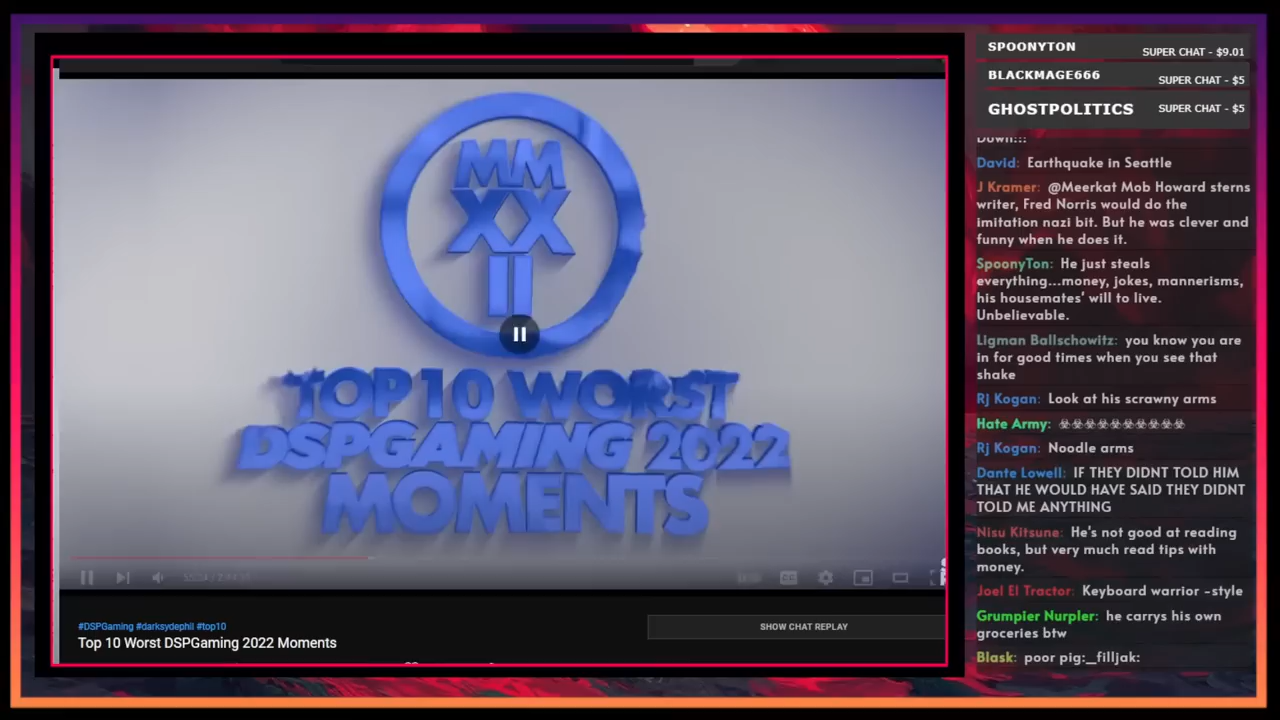 SPOONYTON SUPER CHAT - $9.01
BLACKMAGE666 SUPER CHAT - $5
GHOSTPOLITICS SUPER CHAT - $5
Down!!!
David: Earthquake in Seattle
J Kramer: @Meerkat Mob Howard sterns
writer, Fred Norris would do the
imitation nazi bit. But he was clever and
funny when he does it.
SpoonyTon: He just steals
everything...money, jokes, mannerisms,
his housemates' will to live.
Unbelievable.
Ligman Ballschowitz: you know you are
in for good times when you see that
shake
Rj Kogan: Look at his scrawny arms
Hate Army: ☣☣☣☣☣☣☣☣☣☣
Rj Kogan: Noodle arms
Dante Lowell: IF THEY DIDNT TOLD HIM
THAT HE WOULD HAVE SAID THEY DIDNT
TOLD ME ANYTHING
Nisu Kitsune: He's not good at reading
books, but very much read tips with
money.
Joel El Tractor: Keyboard warrior -style
Grumpier Nurpler: he carrys his own
groceries btw
Blask: poor pig:_filljak:
MM
XX
II
TOP 10 WORST
DSPGAMING 2022
MOMENTS
#DSPGaming #darksydephil #top10
Top 10 Worst DSPGaming 2022 Moments
SHOW CHAT REPLAY